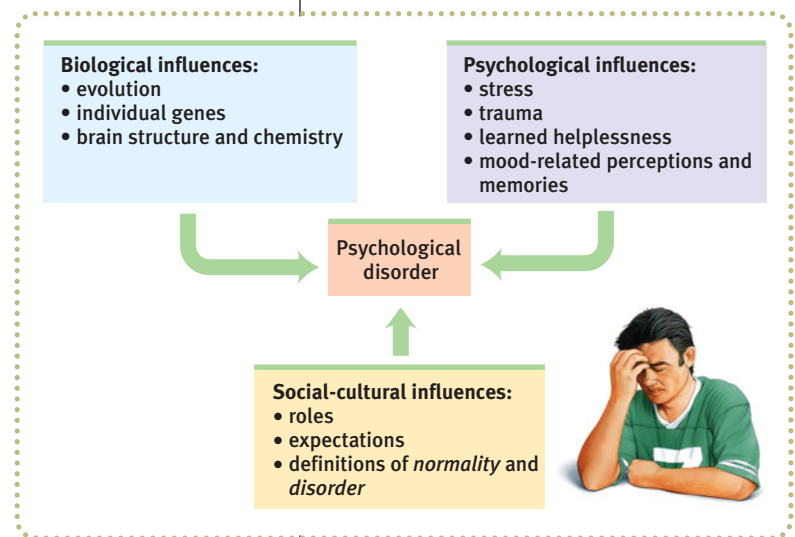 Biological influences:
• evolution
• individual genes
• brain structure and chemistry
Psychological influences:
• stress
• trauma
• learned helplessness
• mood-related perceptions and
memories
Psychological
disorder
Social-cultural influences:
• roles
• expectations
• definitions of normality and
disorder